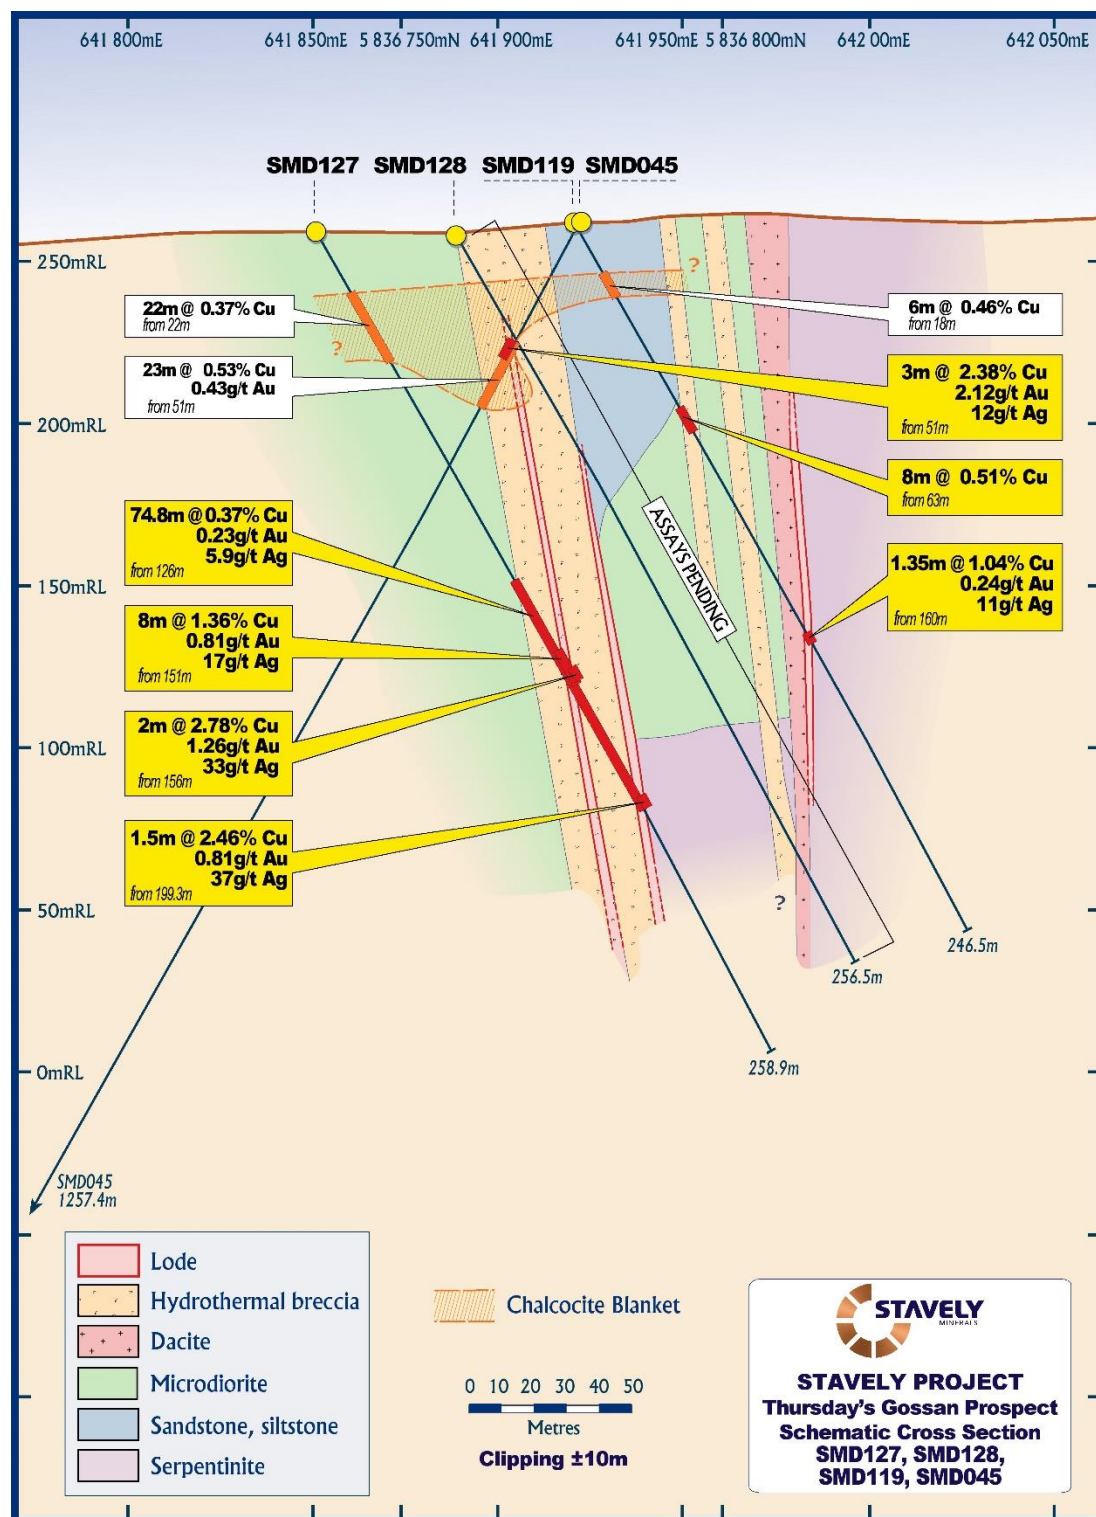 641 800mE
641 850mE
5 836 750mN
641 900mE
641 950mE
5 836 800mN
642 00mE
642 050mE
SMD127
SMD128
SMD119
SMD045
250mRL
200mRL
150mRL
100mRL
50mRL
0mRL
22m @ 0.37% Cu
from 22m
23m @ 0.53% Cu
0.43g/t Au
from 51m
74.8m @ 0.37% Cu
0.23g/t Au
5.9g/t Ag
from 126m
8m @ 1.36% Cu
0.81g/t Au
17g/t Ag
from 151m
2m @ 2.78% Cu
1.26g/t Au
33g/t Ag
from 156m
1.5m @ 2.46% Cu
0.81g/t Au
37g/t Ag
from 199.3m
?
?
6m @ 0.46% Cu
from 18m
3m @ 2.38% Cu
2.12g/t Au
12g/t Ag
from 51m
8m @ 0.51% Cu
from 63m
1.35m @ 1.04% Cu
0.24g/t Au
11g/t Ag
from 160m
ASSAYS PENDING
?
246.5m
256.5m
258.9m
SMD045
1257.4m
Lode
Hydrothermal breccia
Dacite
Microdiorite
Sandstone, siltstone
Serpentinite
Chalcocite Blanket
0 10 20 30 40 50
Metres
Clipping ±10m
STAVELY
MINERALS
STAVELY PROJECT
Thursday's Gossan Prospect
Schematic Cross Section
SMD127, SMD128,
SMD119, SMD045